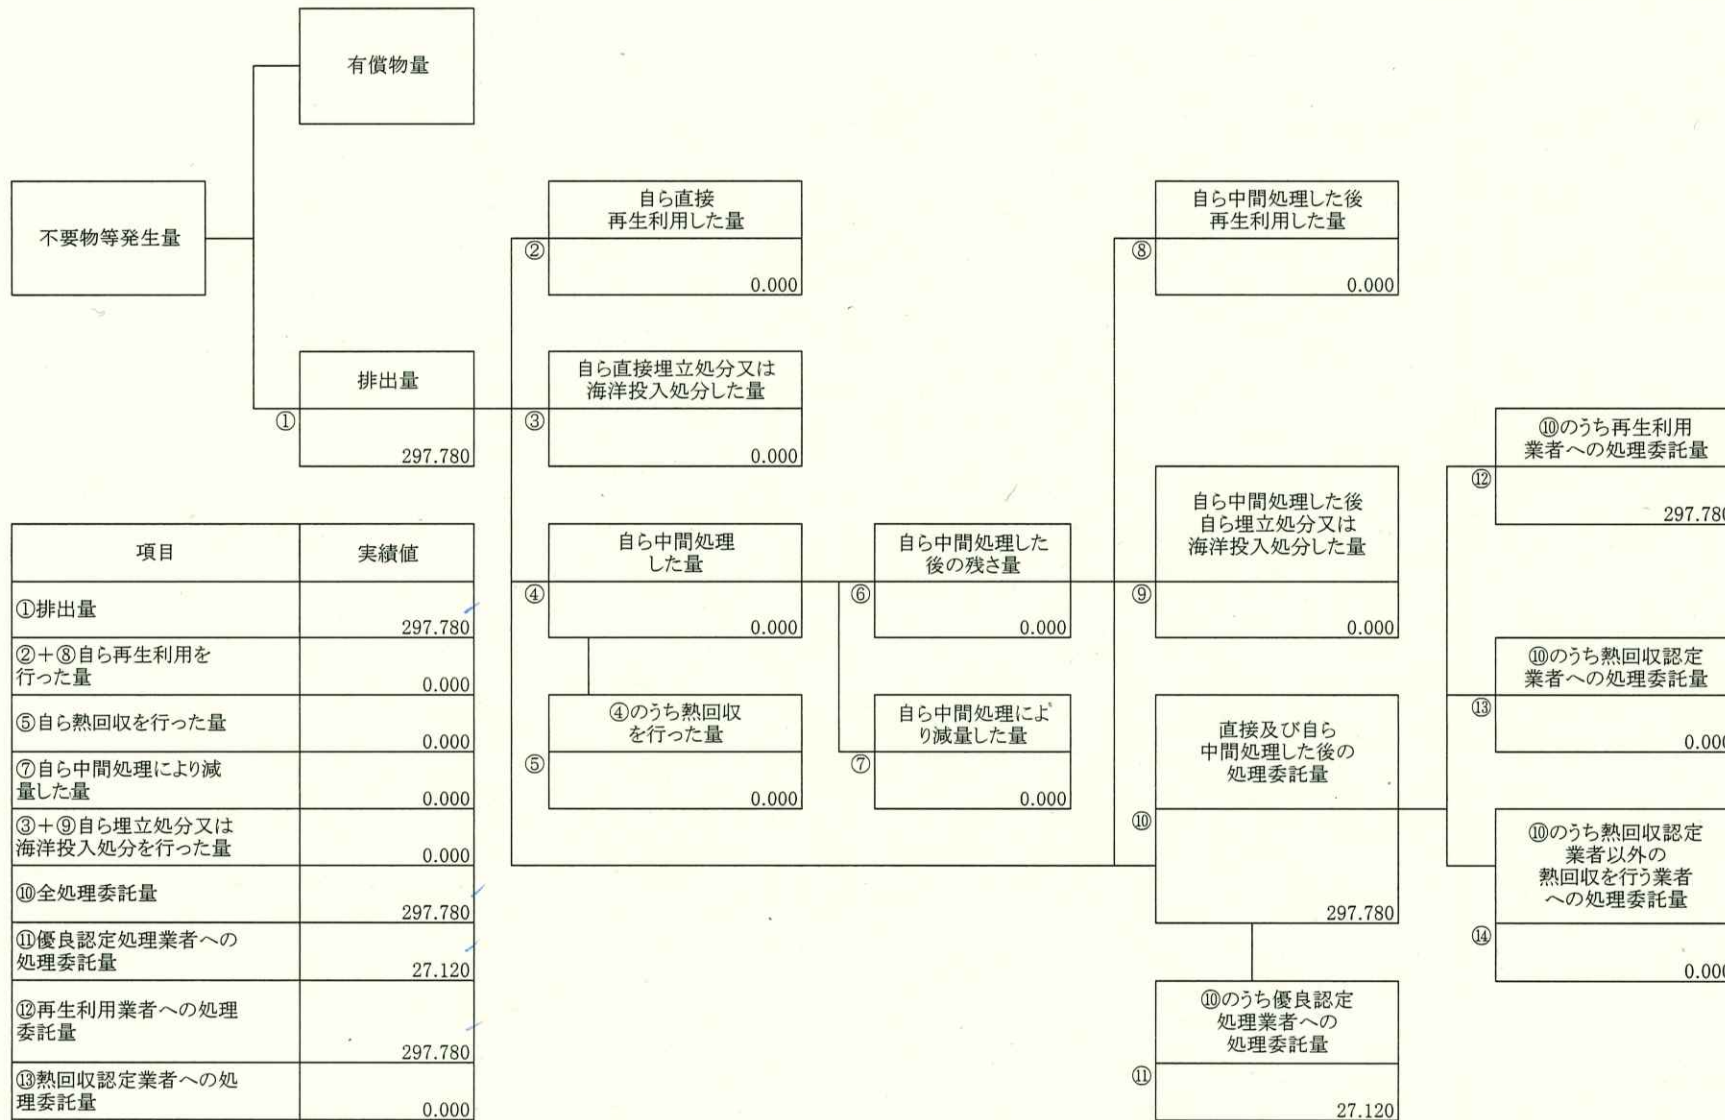 有償物量
不要物等発生量
自ら直接
再生利用した量
②
0.000
自ら中間処理した後
再生利用した量
⑧
0.000
排出量
①
297.780
自ら直接埋立処分又は
海洋投入処分した量
③
0.000
⑩のうち再生利用
業者への処理委託量
⑫
297.780
自ら中間処理
した量
④
0.000
自ら中間処理した
後の残さ量
⑥
0.000
自ら中間処理した後
自ら埋立処分又は
海洋投入処分した量
⑨
0.000
⑩のうち熱回収認定
業者への処理委託量
⑬
0.000
④のうち熱回収
を行った量
⑤
0.000
自ら中間処理によ
り減量した量
⑦
0.000
直接及び自ら
中間処理した後の
処理委託量
⑩
297.780
⑩のうち熱回収認定
業者以外の
熱回収を行う業者
への処理委託量
⑭
0.000
⑩のうち優良認定
処理業者への
処理委託量
⑪
27.120
項目 実績値
①排出量
297.780
②+⑧自ら再生利用を
行った量
0.000
⑤自ら熱回収を行った量
0.000
⑦自ら中間処理により減
量した量
0.000
③+⑨自ら埋立処分又は
海洋投入処分を行った量
0.000
⑩全処理委託量
297.780
⑪優良認定処理業者への
処理委託量
27.120
⑫再生利用業者への処理
委託量
297.780
⑬熱回収認定業者への処
理委託量
0.000